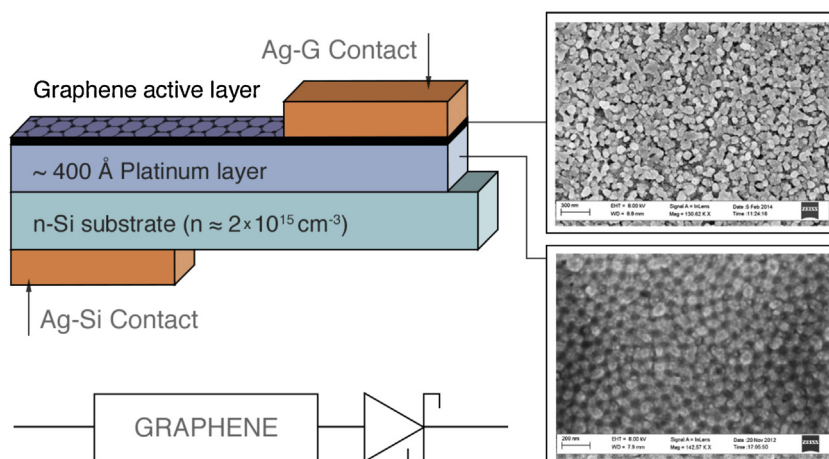 Ag-G Contact
Graphene active layer
~ 400 Å Platinum layer
n-Si substrate (n ≈ 2×10¹⁵ cm⁻³)
Ag-Si Contact
GRAPHENE
300 nm
EHT = 8.00 kV
Signal A = InLens
Date :5 Feb 2014
WD = 8.8 mm
Mag = 130.62 K X
Time :11:24:16
ZEISS
200 nm
EHT = 8.00 kV
Signal A = InLens
Date :20 Nov 2012
WD = 7.9 mm
Mag = 142.57 K X
Time :17:05:50
ZEISS